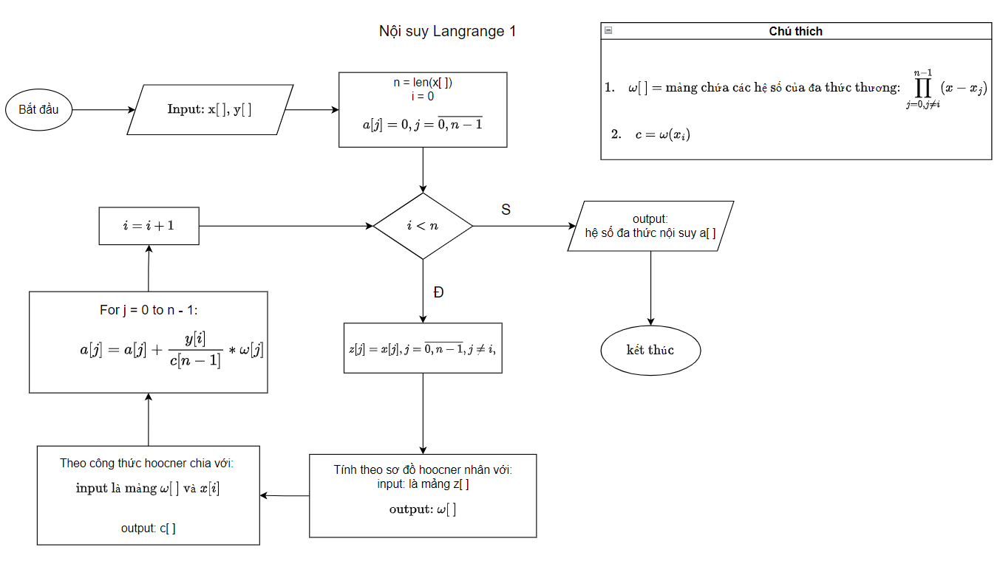 Nội suy Langrange 1
Chú thích
1. ω[ ] = mảng chứa các hệ số của đa thức thương: ∏_{j=0,j≠i}^{n−1} (x − x_j)
2. c = ω(x_i)
Bắt đầu
Input: x[ ], y[ ]
n = len(x[ ])
i = 0
a[j] = 0, j = \overline{0, n − 1}
i < n
S
output:
hệ số đa thức nội suy a[ ]
kết thúc
Đ
z[j] = x[j], j = \overline{0, n − 1}, j ≠ i,
Tính theo sơ đồ hoocner nhân với:
input: là mảng z[ ]
output: ω[ ]
Theo công thức hoocner chia với:
input là mảng ω[ ] và x[i]
output: c[ ]
For j = 0 to n - 1:
a[j] = a[j] + \frac{y[i]}{c[n − 1]} * ω[j]
i = i + 1